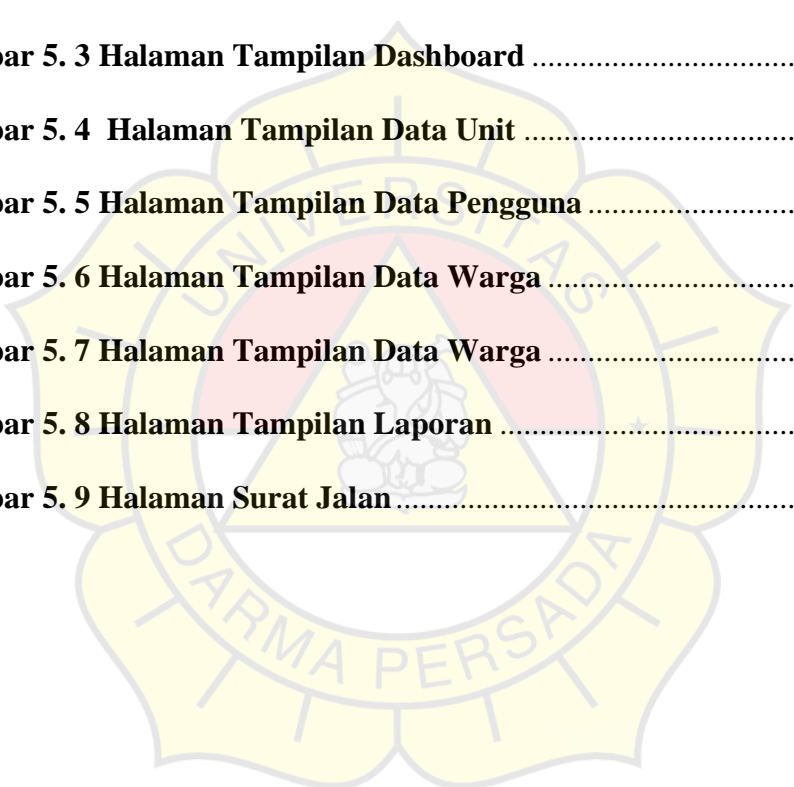 bar 5. 3 Halaman Tampilan Dashboard ..................................
bar 5. 4  Halaman Tampilan Data Unit ...................................
bar 5. 5 Halaman Tampilan Data Pengguna ...........................
bar 5. 6 Halaman Tampilan Data Warga ................................
bar 5. 7 Halaman Tampilan Data Warga ................................
bar 5. 8 Halaman Tampilan Laporan ......................................
bar 5. 9 Halaman Surat Jalan ...................................................
UNIVERSITAS
DARMA PERSADA